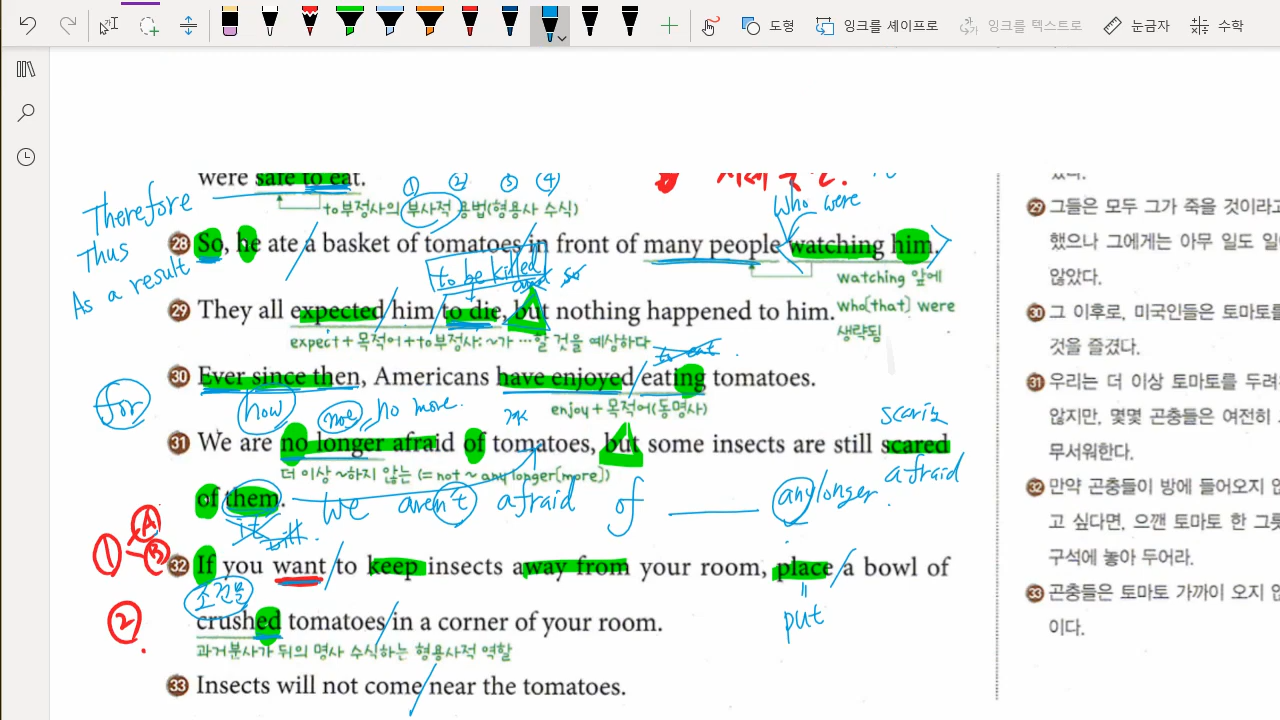 도형 잉크를 셰이프로 잉크를 텍스트로 눈금자 수학
were safe to eat.
① ② ③ ④
to부정사의 부사적 용법(형용사 수식)
Therefore
Thus
As a result
who were
28 So, he ate a basket of tomatoes in front of many people watching him.
to be killed
and so
watching 앞에
who(that) were
생략됨
29 They all expected him to die, but nothing happened to him.
expect + 목적어 + to부정사: ~가 …할 것을 예상하다
to eat
30 Ever since then, Americans have enjoyed eating tomatoes.
enjoy + 목적어(동명사)
for
now
not
no more.
31 We are no longer afraid of tomatoes, but some insects are still scared
더 이상 ~하지 않는 (= not ~ any longer[more])
afraid
of them.
it
We aren't afraid of any longer.
① A
B
32 If you want to keep insects away from your room, place a bowl of
조건문
put
②
crushed tomatoes in a corner of your room.
과거분사가 뒤의 명사 수식하는 형용사적 역할
33 Insects will not come near the tomatoes.
29 그들은 모두 그가 죽을 것이라고
했으나 그에게는 아무 일도 일
않았다.
30 그 이후로, 미국인들은 토마토를
것을 즐겼다.
31 우리는 더 이상 토마토를 두려
않지만, 몇몇 곤충들은 여전히
무서워한다.
32 만약 곤충들이 방에 들어오지 않
고 싶다면, 으깬 토마토 한 그릇
구석에 놓아 두어라.
33 곤충들은 토마토 가까이 오지 않
이다.